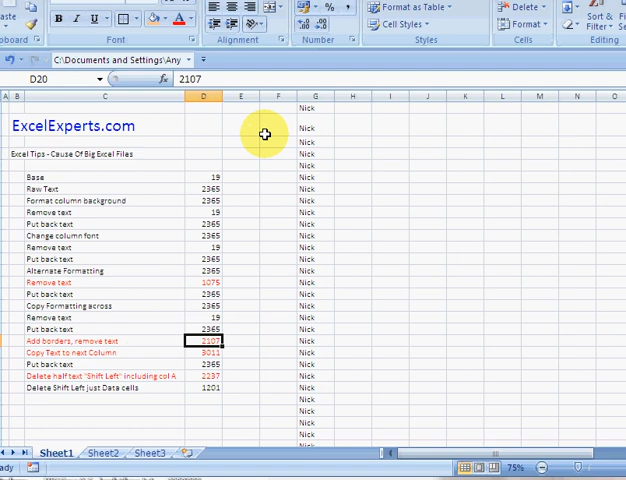 Paste
B I U
Font
Alignment
% ,
Number
Format as Table
Cell Styles
Styles
Delete
Format
Cells
Σ
Sort &
Editing
C:\Documents and Settings\Any
D20
fx 2107
A B C D E F G H I J K L M N O
Nick
ExcelExperts.com Nick
Nick
Excel Tips - Cause Of Big Excel Files Nick
Nick
Base 19 Nick
Raw Text 2365 Nick
Format column background 2365 Nick
Remove text 19 Nick
Put back text 2365 Nick
Change column font 2365 Nick
Remove text 19 Nick
Put back text 2365 Nick
Alternate Formatting 2365 Nick
Remove text 1075 Nick
Put back text 2365 Nick
Copy Formatting across 2365 Nick
Remove text 19 Nick
Put back text 2365 Nick
Add borders, remove text 2107 Nick
Copy Text to next Column 3011 Nick
Put back text 2365 Nick
Delete half text "Shift Left" including col A 2237 Nick
Delete Shift Left just Data cells 1201 Nick
Nick
Nick
Nick
Nick
Nick
Sheet1 Sheet2 Sheet3
75%